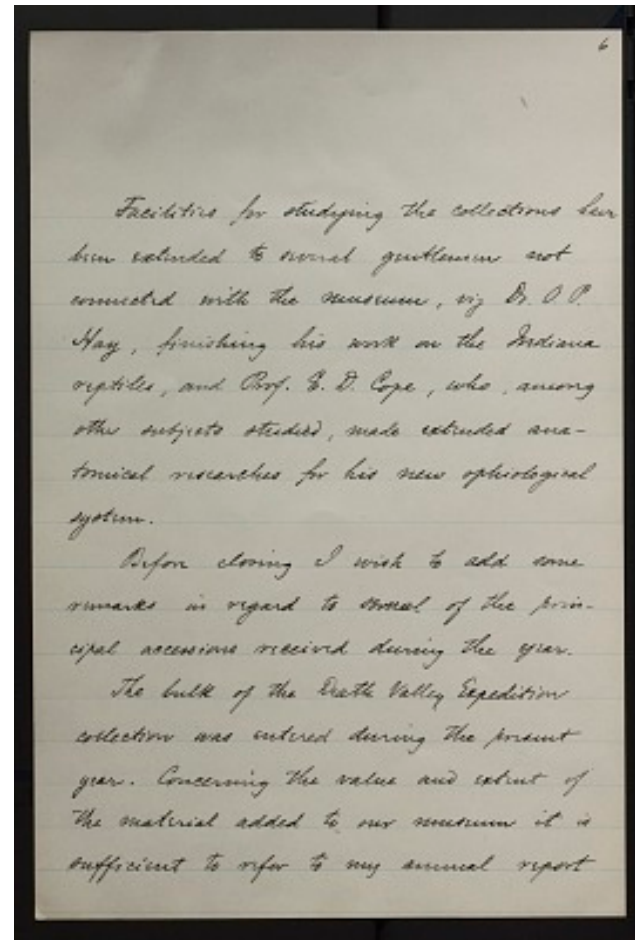 6
Facilities for studying the collections have
been extended to several gentlemen not
connected with the museum, viz Dr. O. P.
Hay, finishing his work on the Indiana
reptiles, and Prof. E. D. Cope, who, among
other subjects studied, made extended ana-
tomical researches for his new ophiological
system.
Before closing I wish to add some
remarks in regard to several of the prin-
cipal accessions received during the year.
The bulk of the Death Valley Expedition
collection was entered during the present
year. Concerning the value and extent of
the material added to our museum it is
sufficient to refer to my annual report